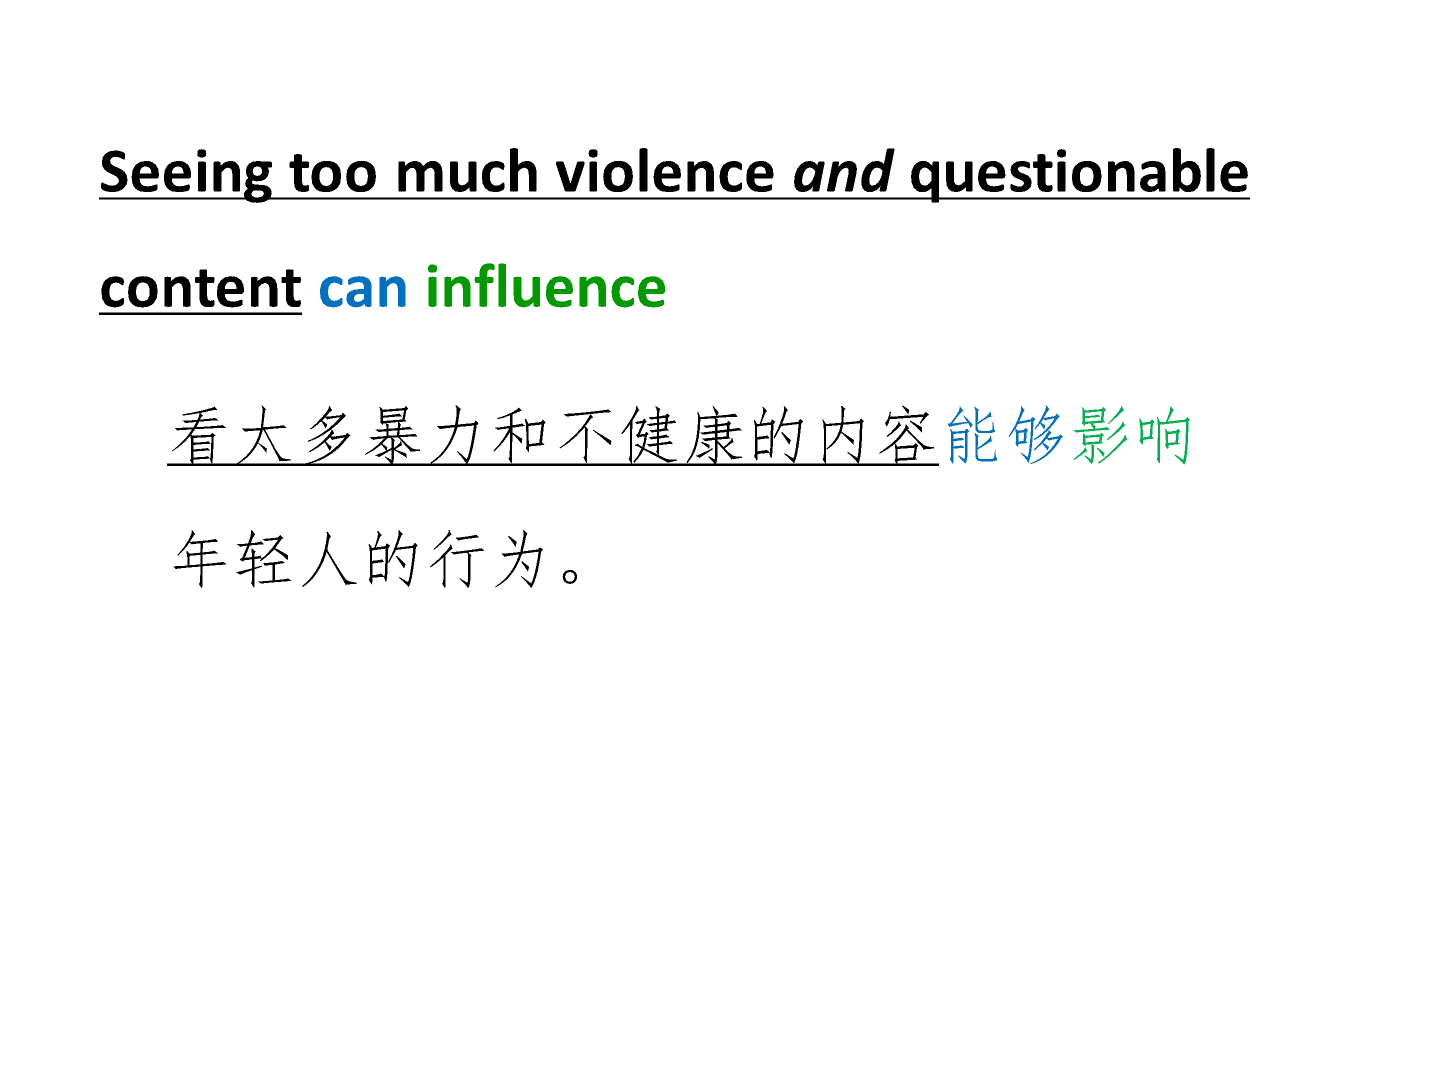 Seeing too much violence and questionable
content can influence
看太多暴力和不健康的内容能够影响
年轻人的行为。